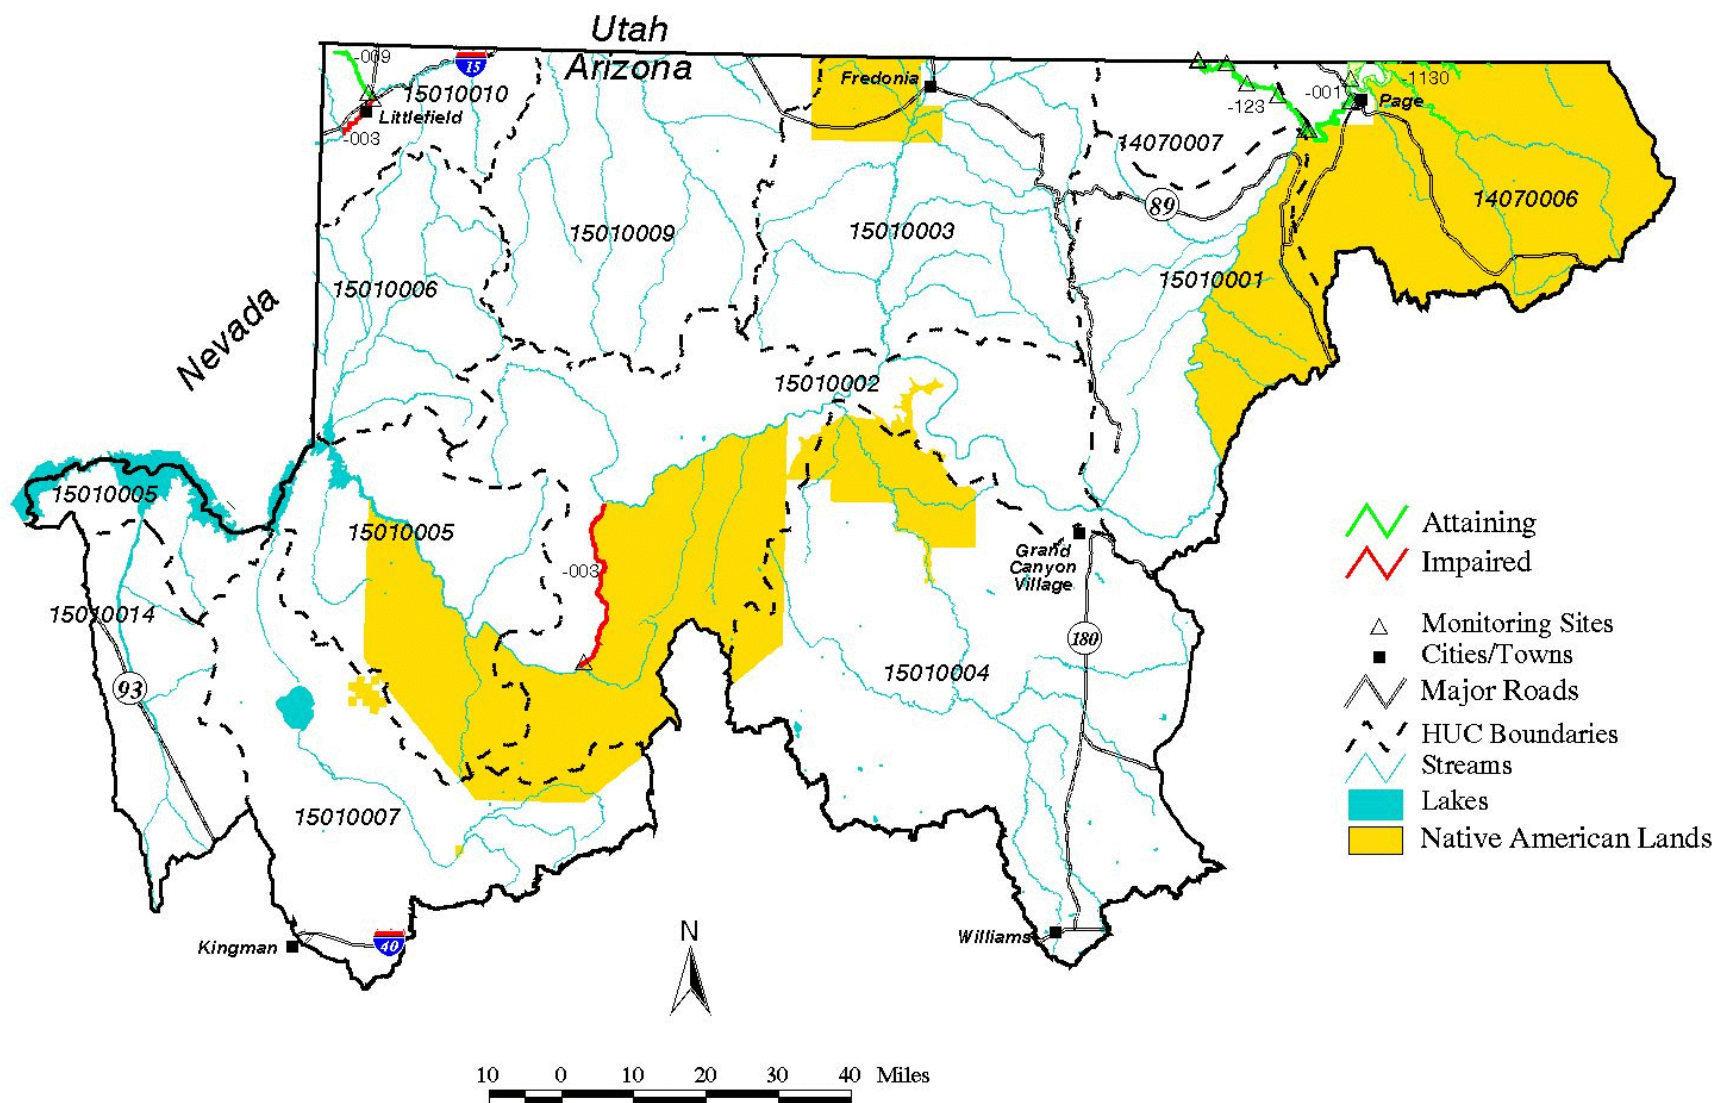 Utah
Arizona
Nevada
-009
15
15010010
Littlefield
-003
Fredonia
-001
-1130
Page
-123
14070007
89
14070006
15010009
15010003
15010006
15010001
15010002
15010005
15010005
Grand
Canyon
Village
-003
15010014
180
93
15010004
15010007
Kingman
40
Williams
N
Attaining
Impaired
Monitoring Sites
Cities/Towns
Major Roads
HUC Boundaries
Streams
Lakes
Native American Lands
10 0 10 20 30 40 Miles